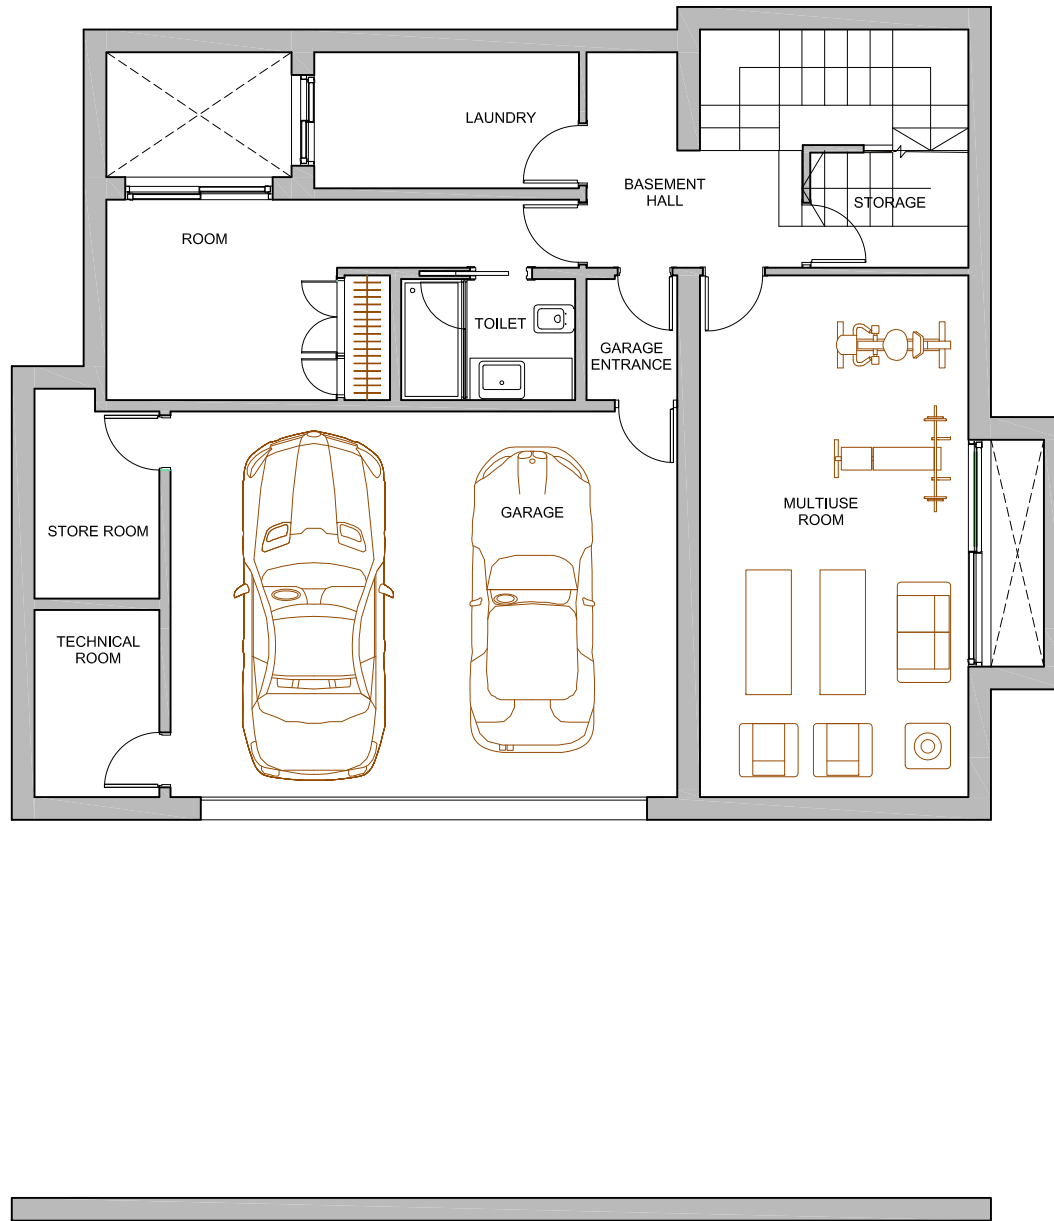 LAUNDRY
BASEMENT
HALL
STORAGE
ROOM
TOILET
GARAGE
ENTRANCE
STORE ROOM
GARAGE
MULTIUSE
ROOM
TECHNICAL
ROOM